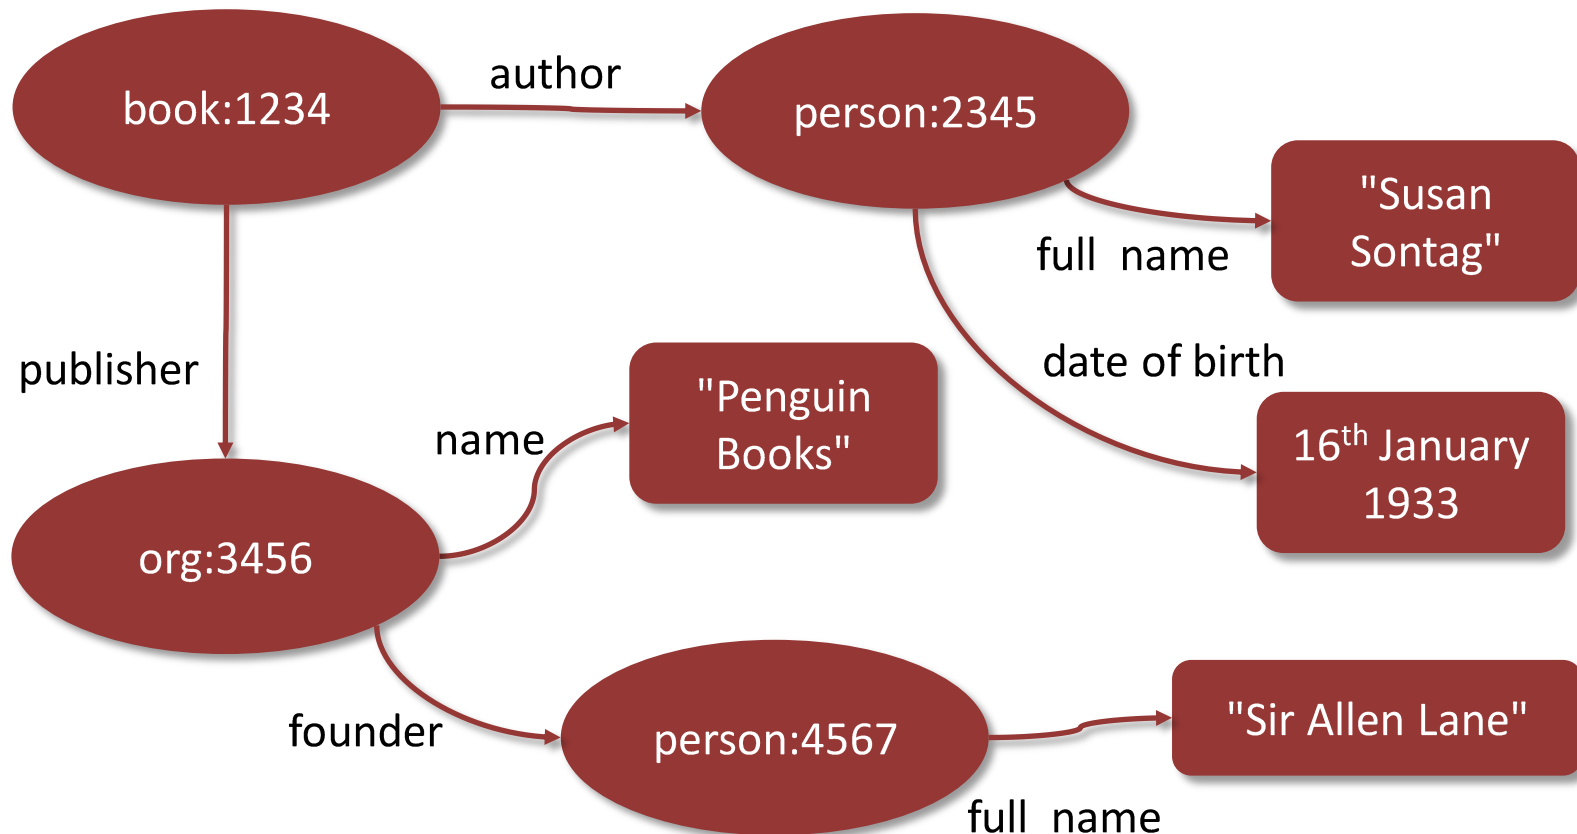 author
book:1234
person:2345
"Susan
Sontag"
full  name
publisher
date of birth
"Penguin
Books"
name
16th January
1933
org:3456
founder
person:4567
"Sir Allen Lane"
full  name